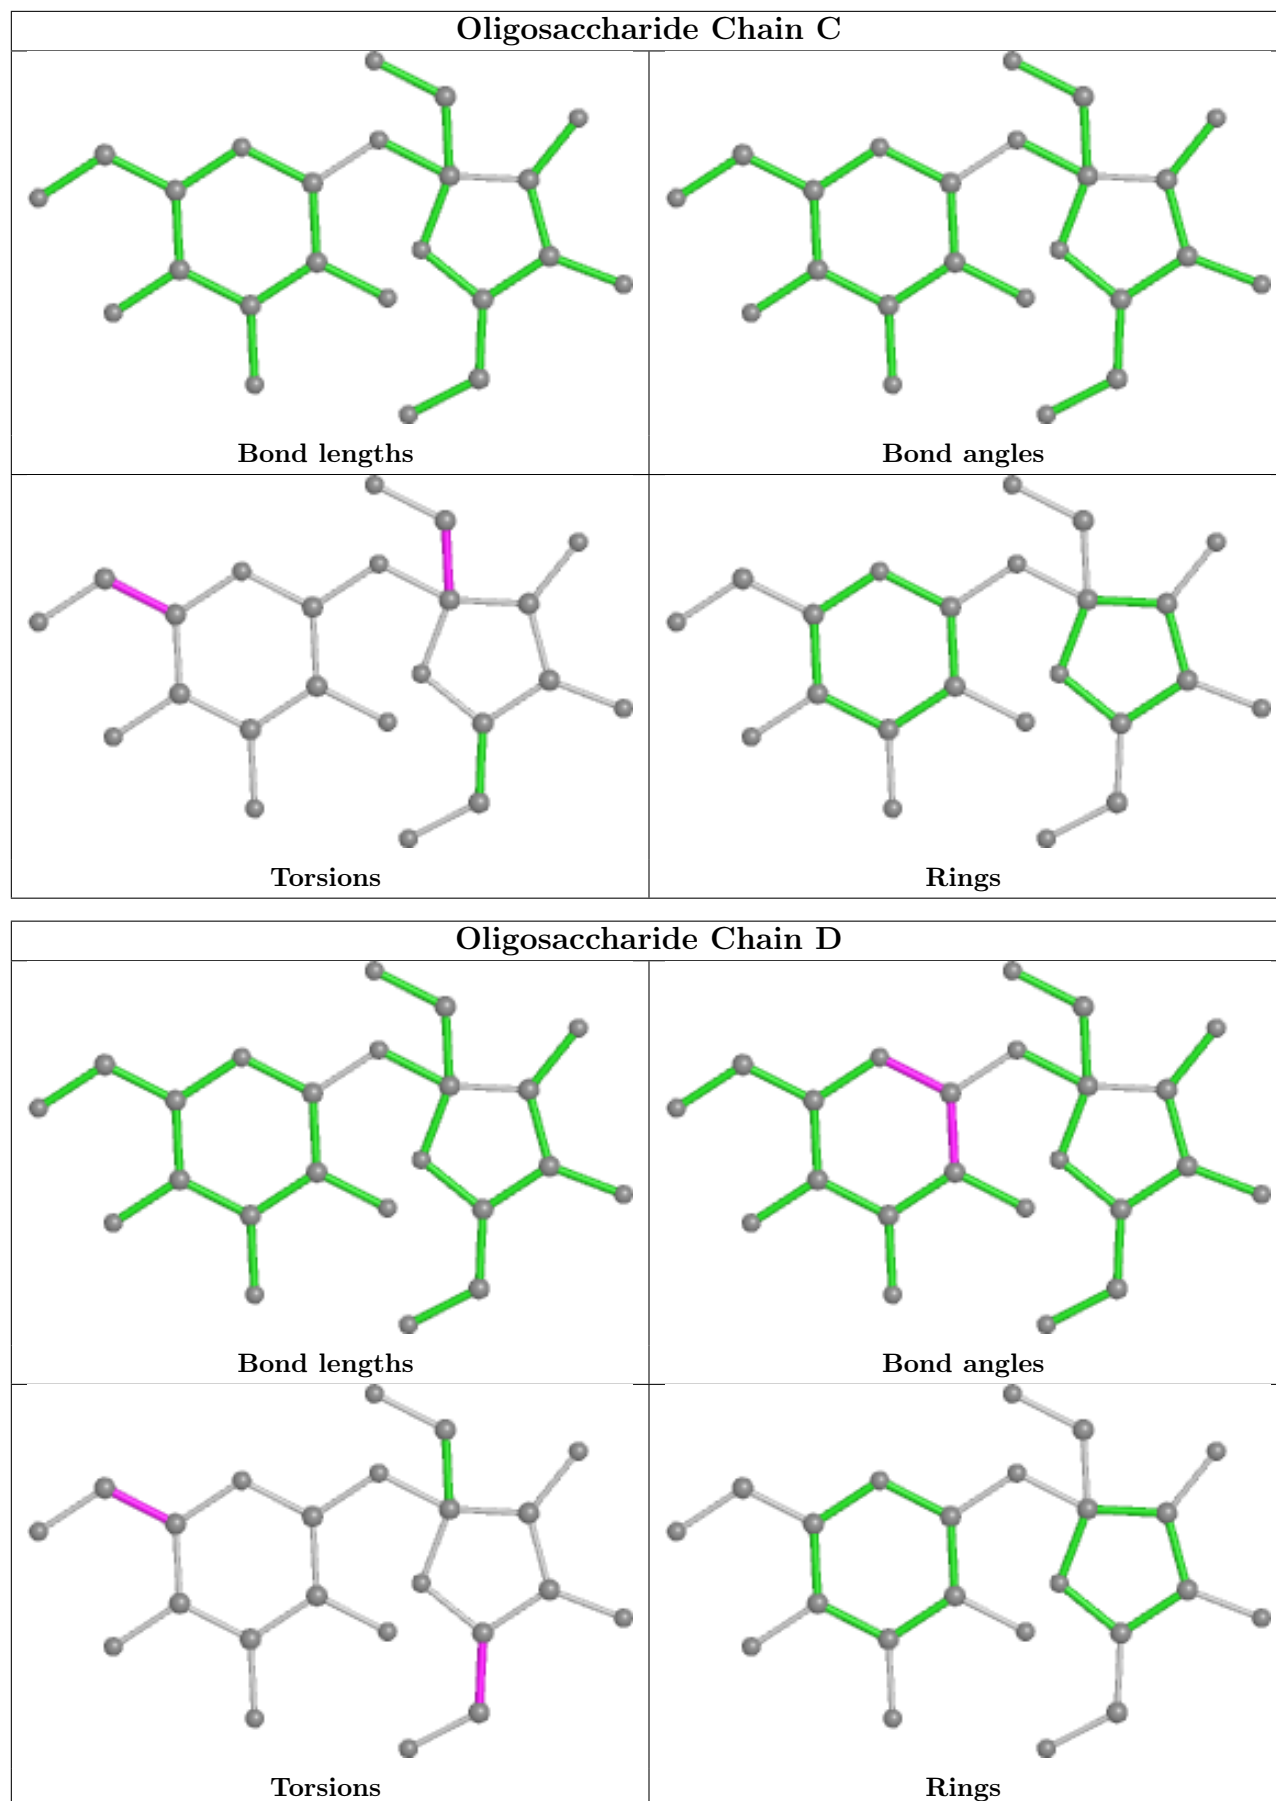 Oligosaccharide Chain C
Bond lengths
Bond angles
Torsions
Rings
Oligosaccharide Chain D
Bond lengths
Bond angles
Torsions
Rings